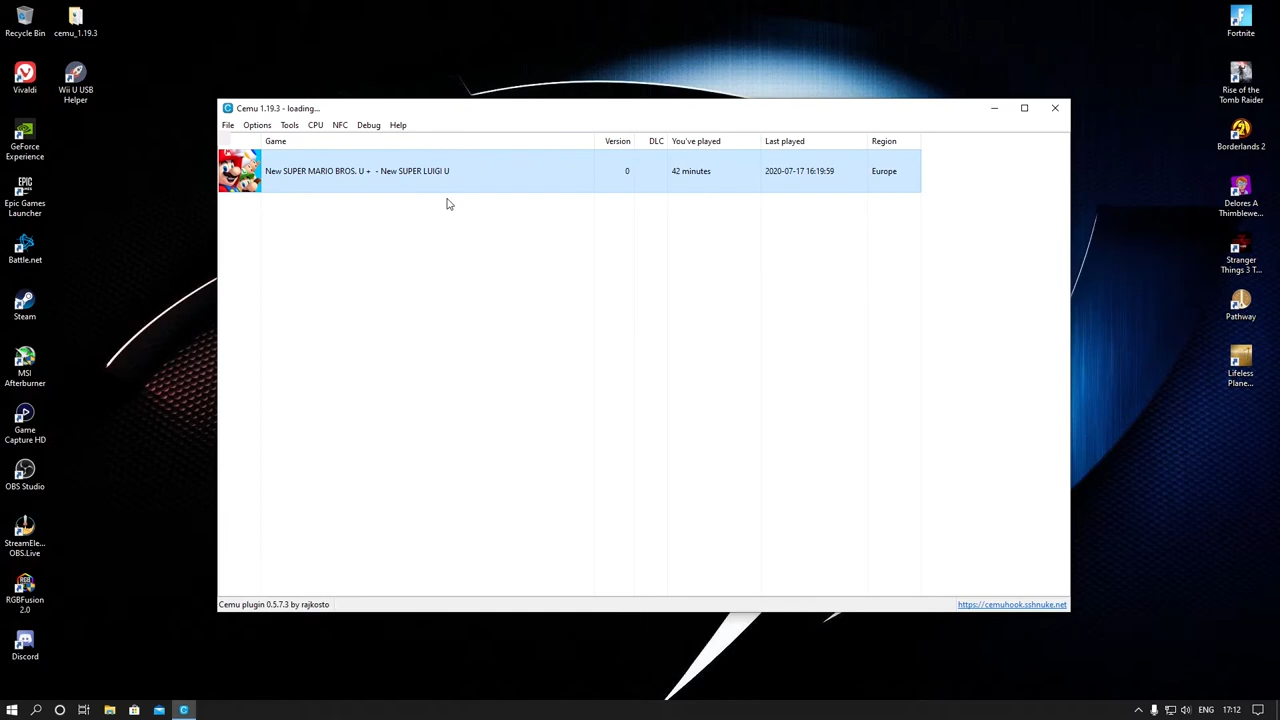 Recycle Bin
cemu_1.19.3
Vivaldi
Wii U USB
Helper
GeForce
Experience
Epic Games
Launcher
Battle.net
Steam
MSI
Afterburner
Game
Capture HD
OBS Studio
StreamEle...
OBS.Live
RGBFusion
2.0
Discord
Cemu 1.19.3 - loading...
File Options Tools CPU NFC Debug Help
Game Version DLC You've played Last played Region
New SUPER MARIO BROS. U + - New SUPER LUIGI U 0 42 minutes 2020-07-17 16:19:59 Europe
Cemu plugin 0.5.7.3 by rajkosto https://cemuhook.sshnuke.net
Fortnite
Rise of the
Tomb Raider
Borderlands 2
Delores A
Thimblewe...
Stranger
Things 3 T...
Pathway
Lifeless
Plane...
ENG 17:12